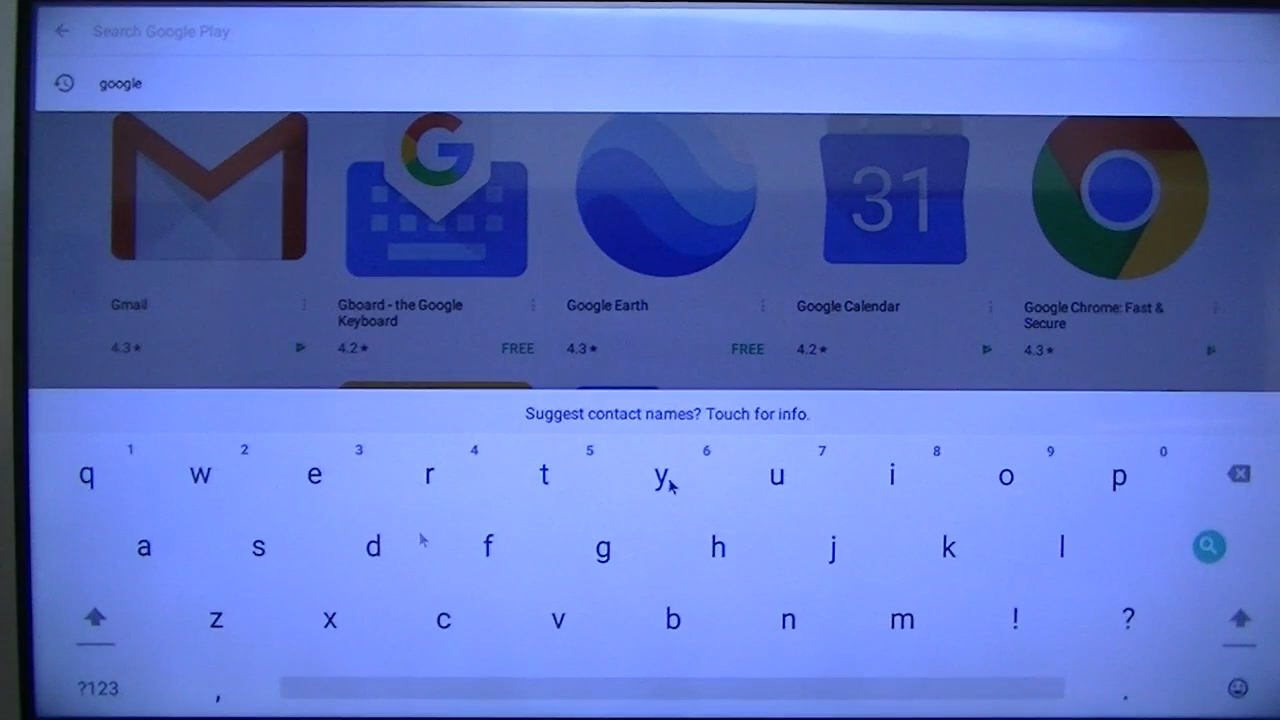 Search Google Play
google
31
Gmail
Gboard - the Google
Keyboard
Google Earth
Google Calendar
Google Chrome: Fast &
Secure
4.3★
4.2★ FREE
4.3★ FREE
4.2★
4.3★
Suggest contact names? Touch for info.
1 2 3 4 5 6 7 8 9 0
q w e r t y u i o p
a s d f g h j k l
z x c v b n m ! ?
?123 , .